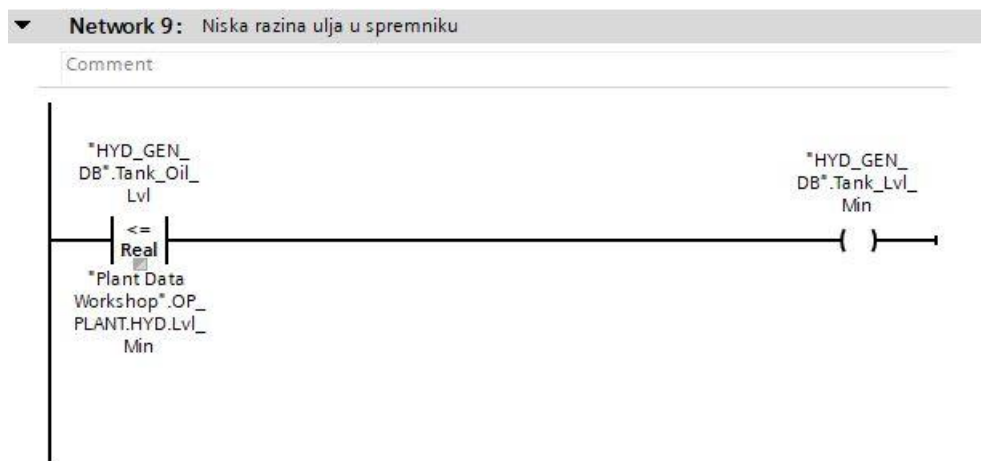 Network 9: Niska razina ulja u spremniku
Comment
"HYD_GEN_
DB".Tank_Oil_
Lvl
<=
Real
"Plant Data
Workshop".OP_
PLANT.HYD.Lvl_
Min
"HYD_GEN_
DB".Tank_Lvl_
Min